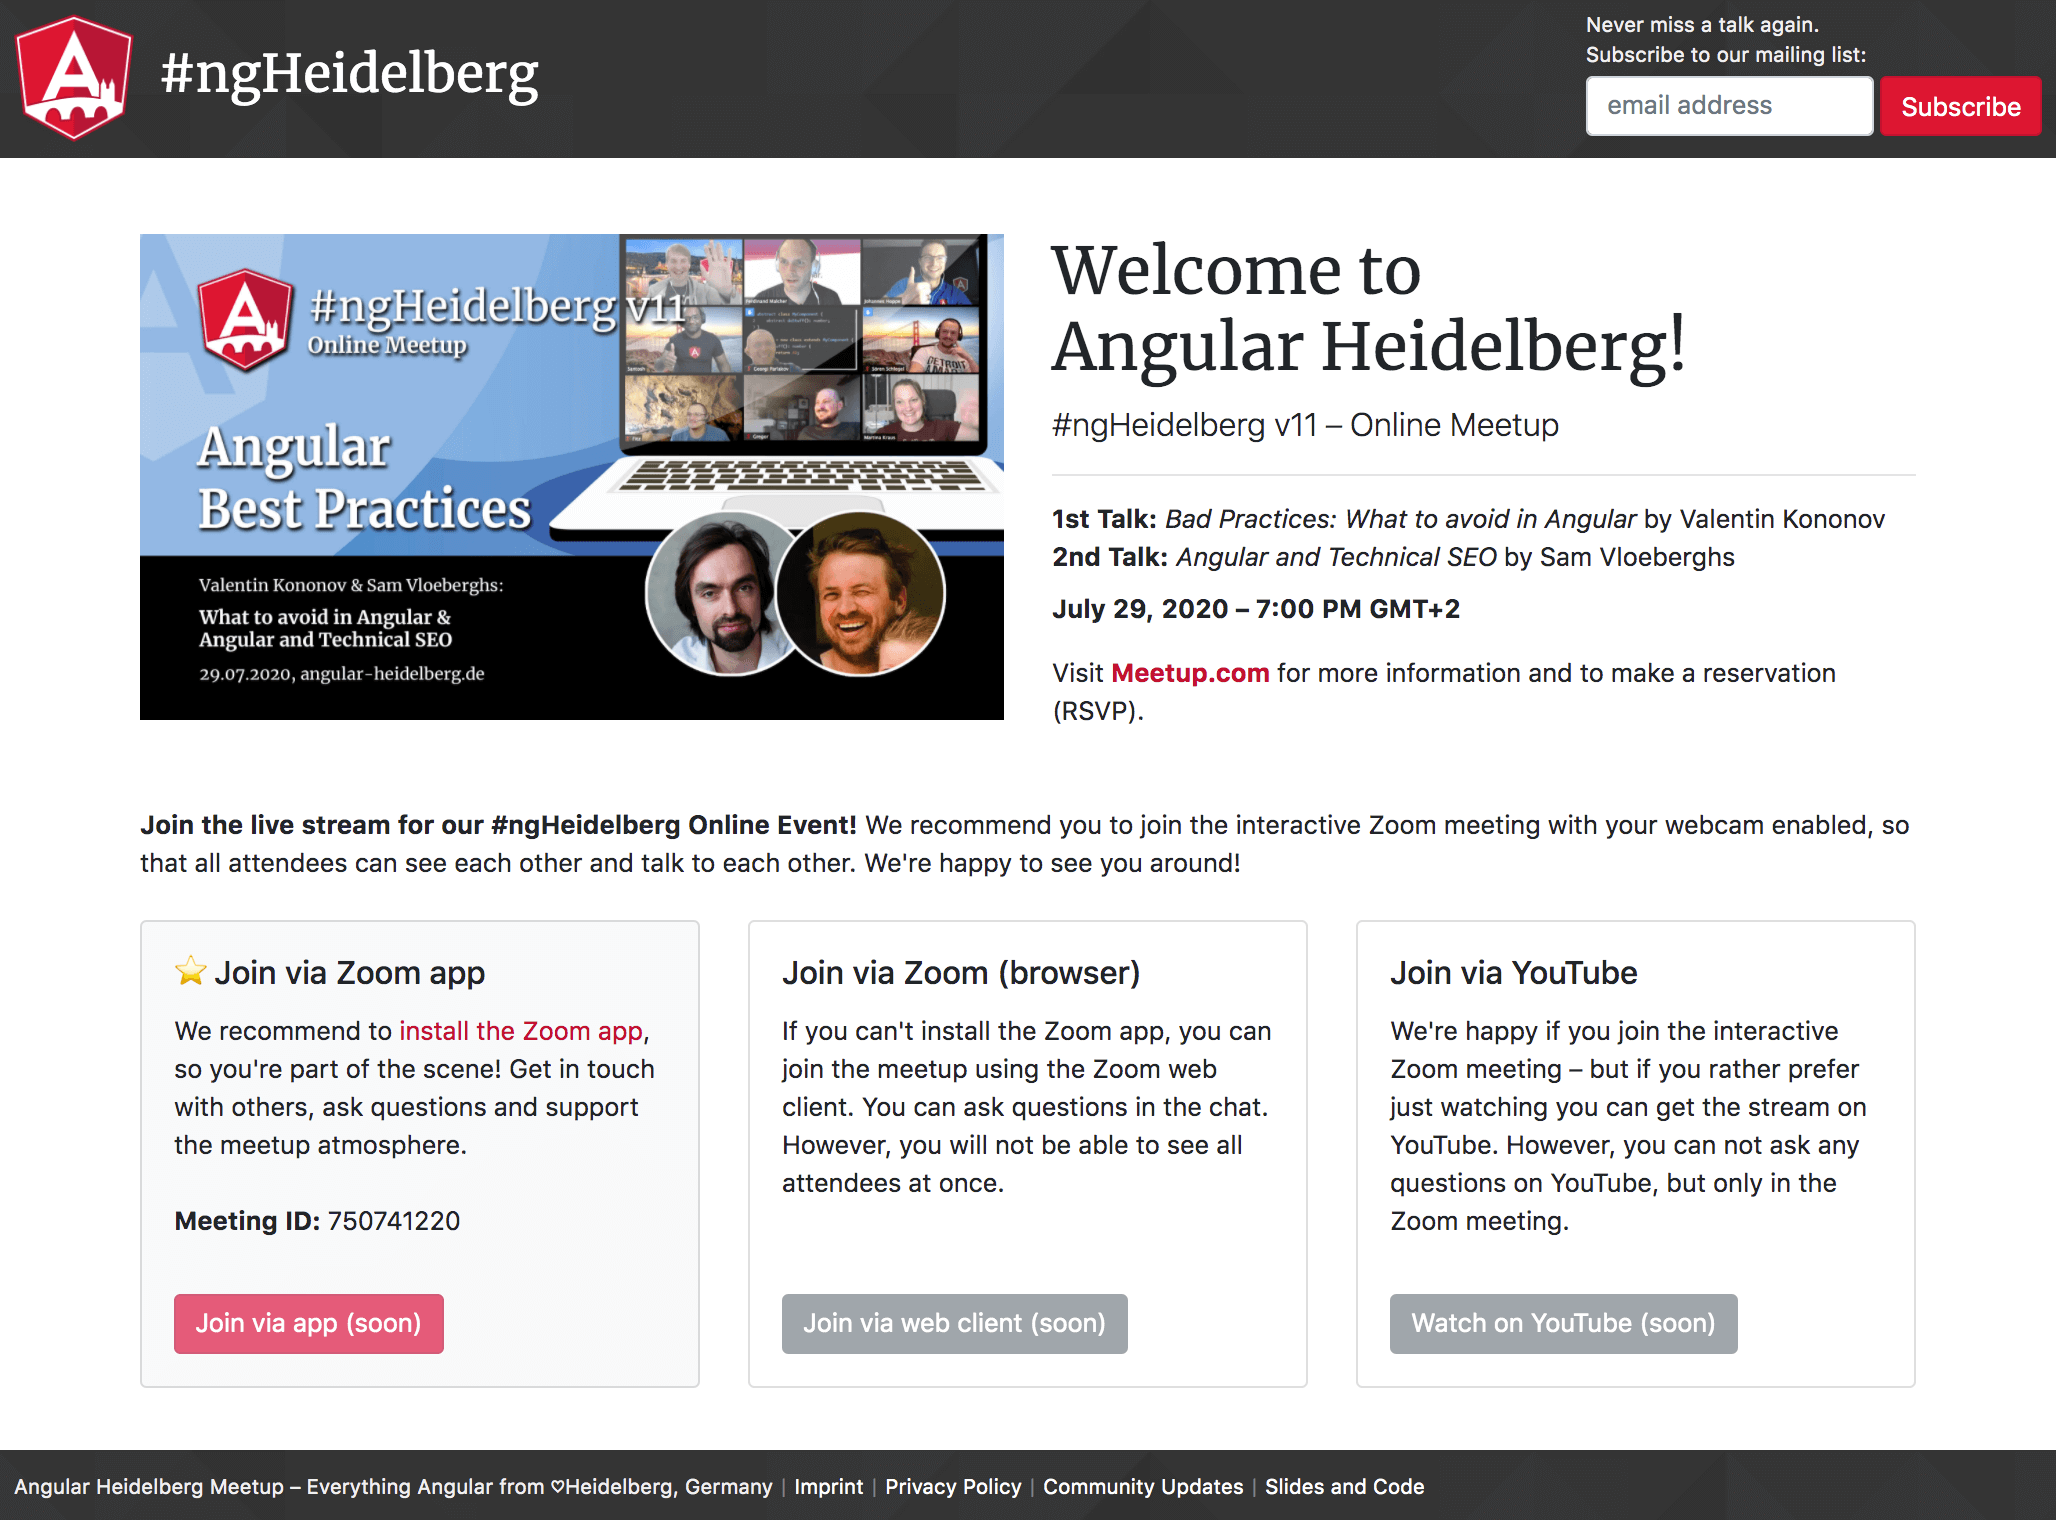 #ngHeidelberg
Never miss a talk again.
Subscribe to our mailing list:
email address
Subscribe
#ngHeidelberg v11
Online Meetup
Angular
Best Practices
Valentin Kononov & Sam Vloeberghs:
What to avoid in Angular &
Angular and Technical SEO
29.07.2020, angular-heidelberg.de
Welcome to
Angular Heidelberg!
#ngHeidelberg v11 – Online Meetup
1st Talk: Bad Practices: What to avoid in Angular by Valentin Kononov
2nd Talk: Angular and Technical SEO by Sam Vloeberghs
July 29, 2020 – 7:00 PM GMT+2
Visit Meetup.com for more information and to make a reservation
(RSVP).
Join the live stream for our #ngHeidelberg Online Event! We recommend you to join the interactive Zoom meeting with your webcam enabled, so
that all attendees can see each other and talk to each other. We're happy to see you around!
⭐ Join via Zoom app
We recommend to install the Zoom app,
so you're part of the scene! Get in touch
with others, ask questions and support
the meetup atmosphere.
Meeting ID: 750741220
Join via app (soon)
Join via Zoom (browser)
If you can't install the Zoom app, you can
join the meetup using the Zoom web
client. You can ask questions in the chat.
However, you will not be able to see all
attendees at once.
Join via web client (soon)
Join via YouTube
We're happy if you join the interactive
Zoom meeting – but if you rather prefer
just watching you can get the stream on
YouTube. However, you can not ask any
questions on YouTube, but only in the
Zoom meeting.
Watch on YouTube (soon)
Angular Heidelberg Meetup – Everything Angular from ♡Heidelberg, Germany | Imprint | Privacy Policy | Community Updates | Slides and Code